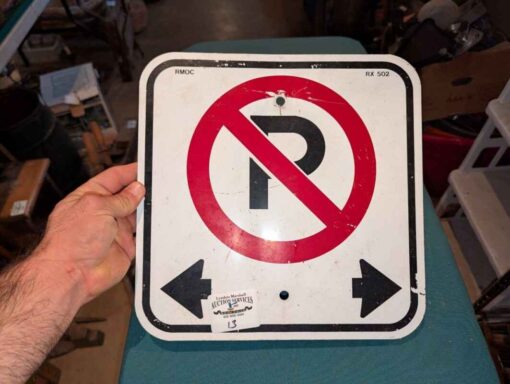 RMOC
RX 502
P
AUCTION SERVICES
13